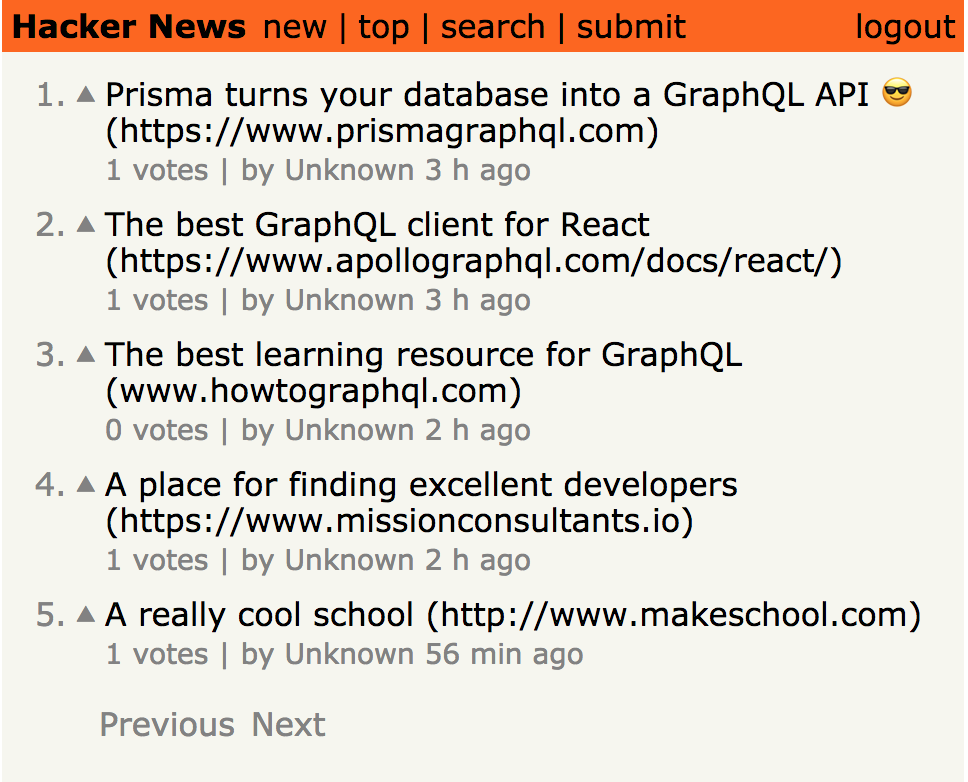 Hacker News new | top | search | submit logout
1. ▲ Prisma turns your database into a GraphQL API 😎
(https://www.prismagraphql.com)
1 votes | by Unknown 3 h ago
2. ▲ The best GraphQL client for React
(https://www.apollographql.com/docs/react/)
1 votes | by Unknown 3 h ago
3. ▲ The best learning resource for GraphQL
(www.howtographql.com)
0 votes | by Unknown 2 h ago
4. ▲ A place for finding excellent developers
(https://www.missionconsultants.io)
1 votes | by Unknown 2 h ago
5. ▲ A really cool school (http://www.makeschool.com)
1 votes | by Unknown 56 min ago
Previous Next